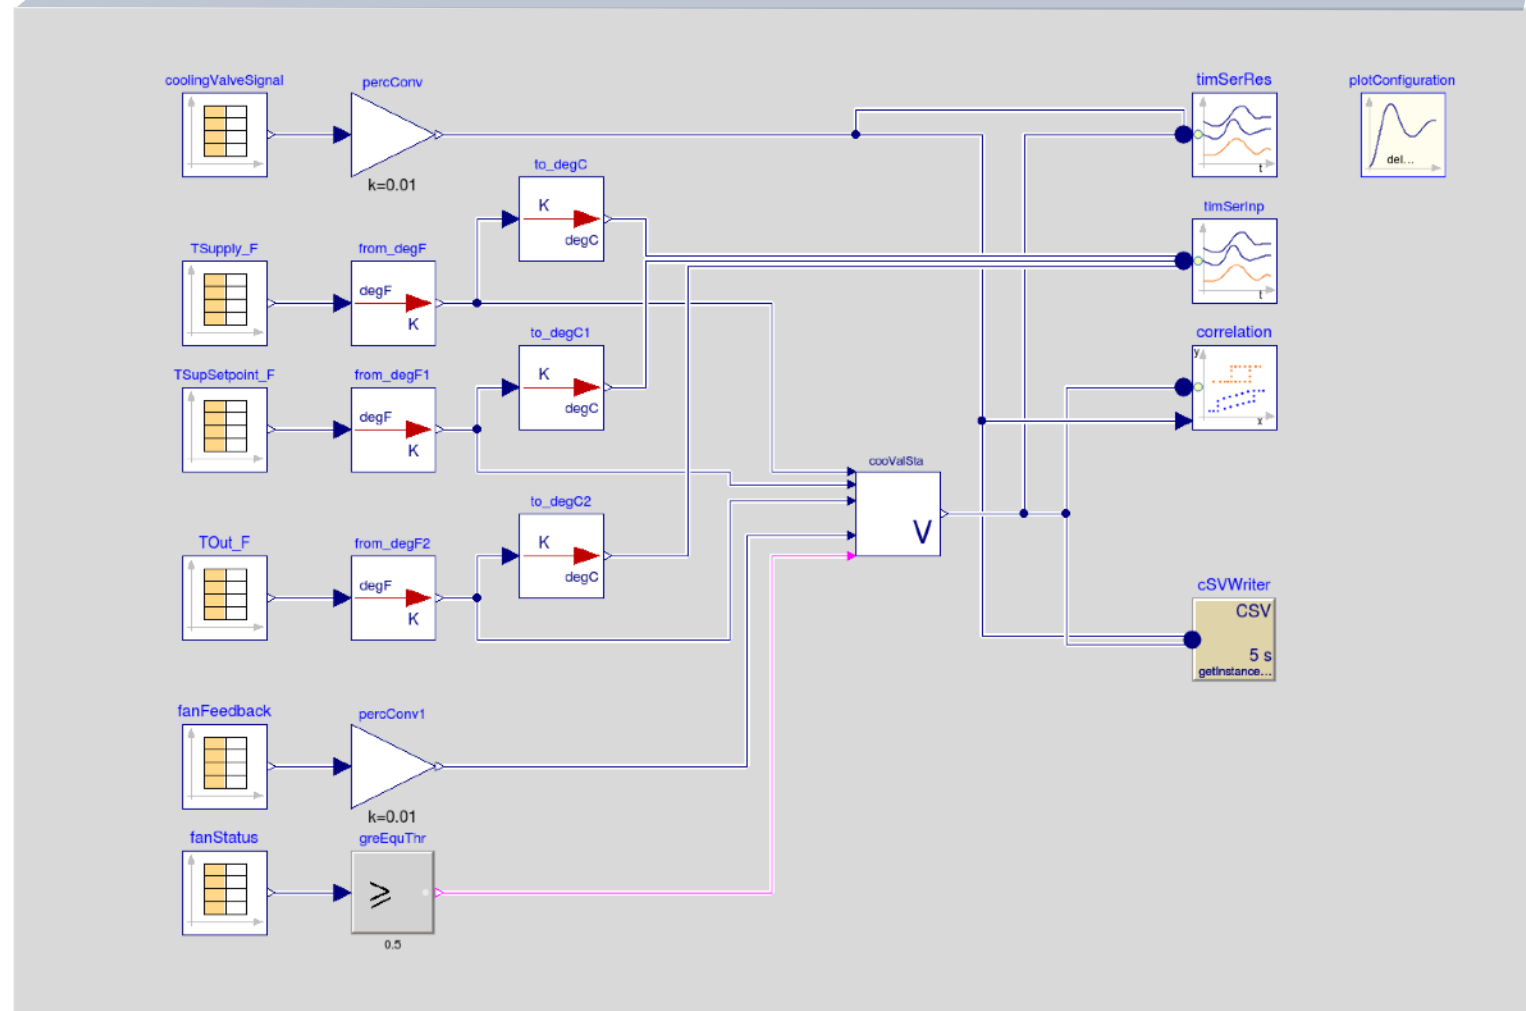 coolingValveSignal
percConv
k=0.01
timSerRes
t
plotConfiguration
del...
to_degC
K
degC
TSupply_F
from_degF
degF
K
timSerInp
t
to_degC1
K
degC
correlation
y
x
TSupSetpoint_F
from_degF1
degF
K
cooValSta
V
to_degC2
K
degC
TOut_F
from_degF2
degF
K
cSVWriter
CSV
5 s
getInstance...
fanFeedback
percConv1
k=0.01
fanStatus
greEquThr
≥
0.5